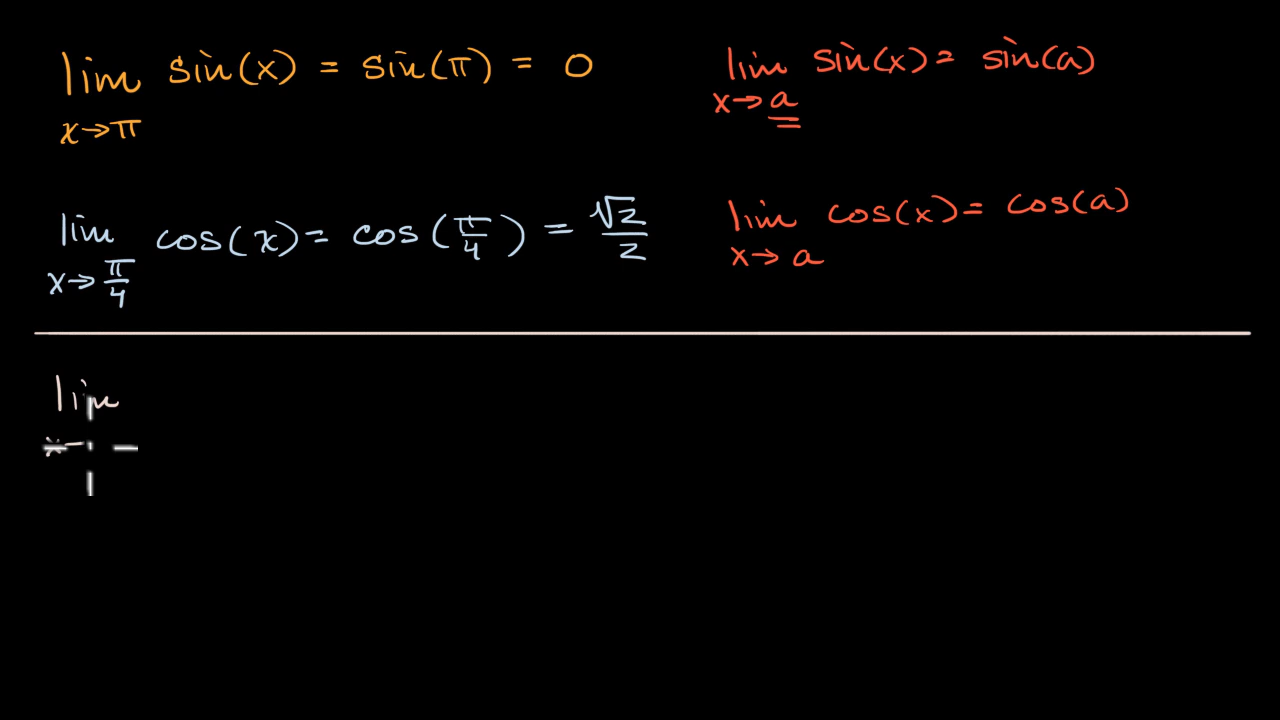 lim sin(x) = sin(π) = 0
x→π
lim sin(x) = sin(a)
x→a
lim cos(x) = cos(π/4) = √2/2
x→π/4
lim cos(x) = cos(a)
x→a
lim
x